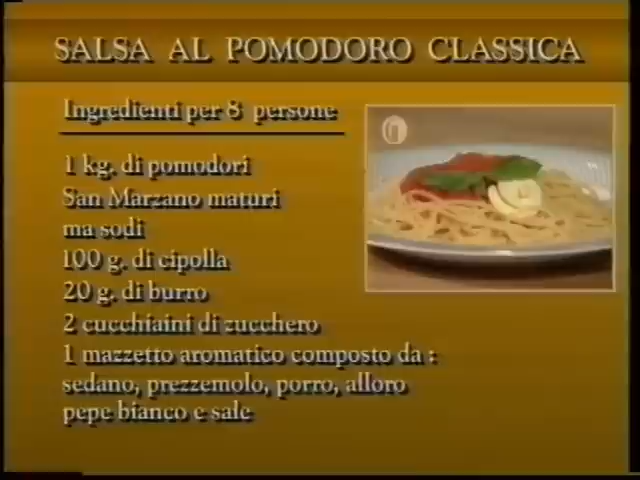 SALSA AL POMODORO CLASSICA
Ingredienti per 8 persone
1 kg. di pomodori
San Marzano maturi
ma sodi
100 g. di cipolla
20 g. di burro
2 cucchiaini di zucchero
1 mazzetto aromatico composto da :
sedano, prezzemolo, porro, alloro
pepe bianco e sale